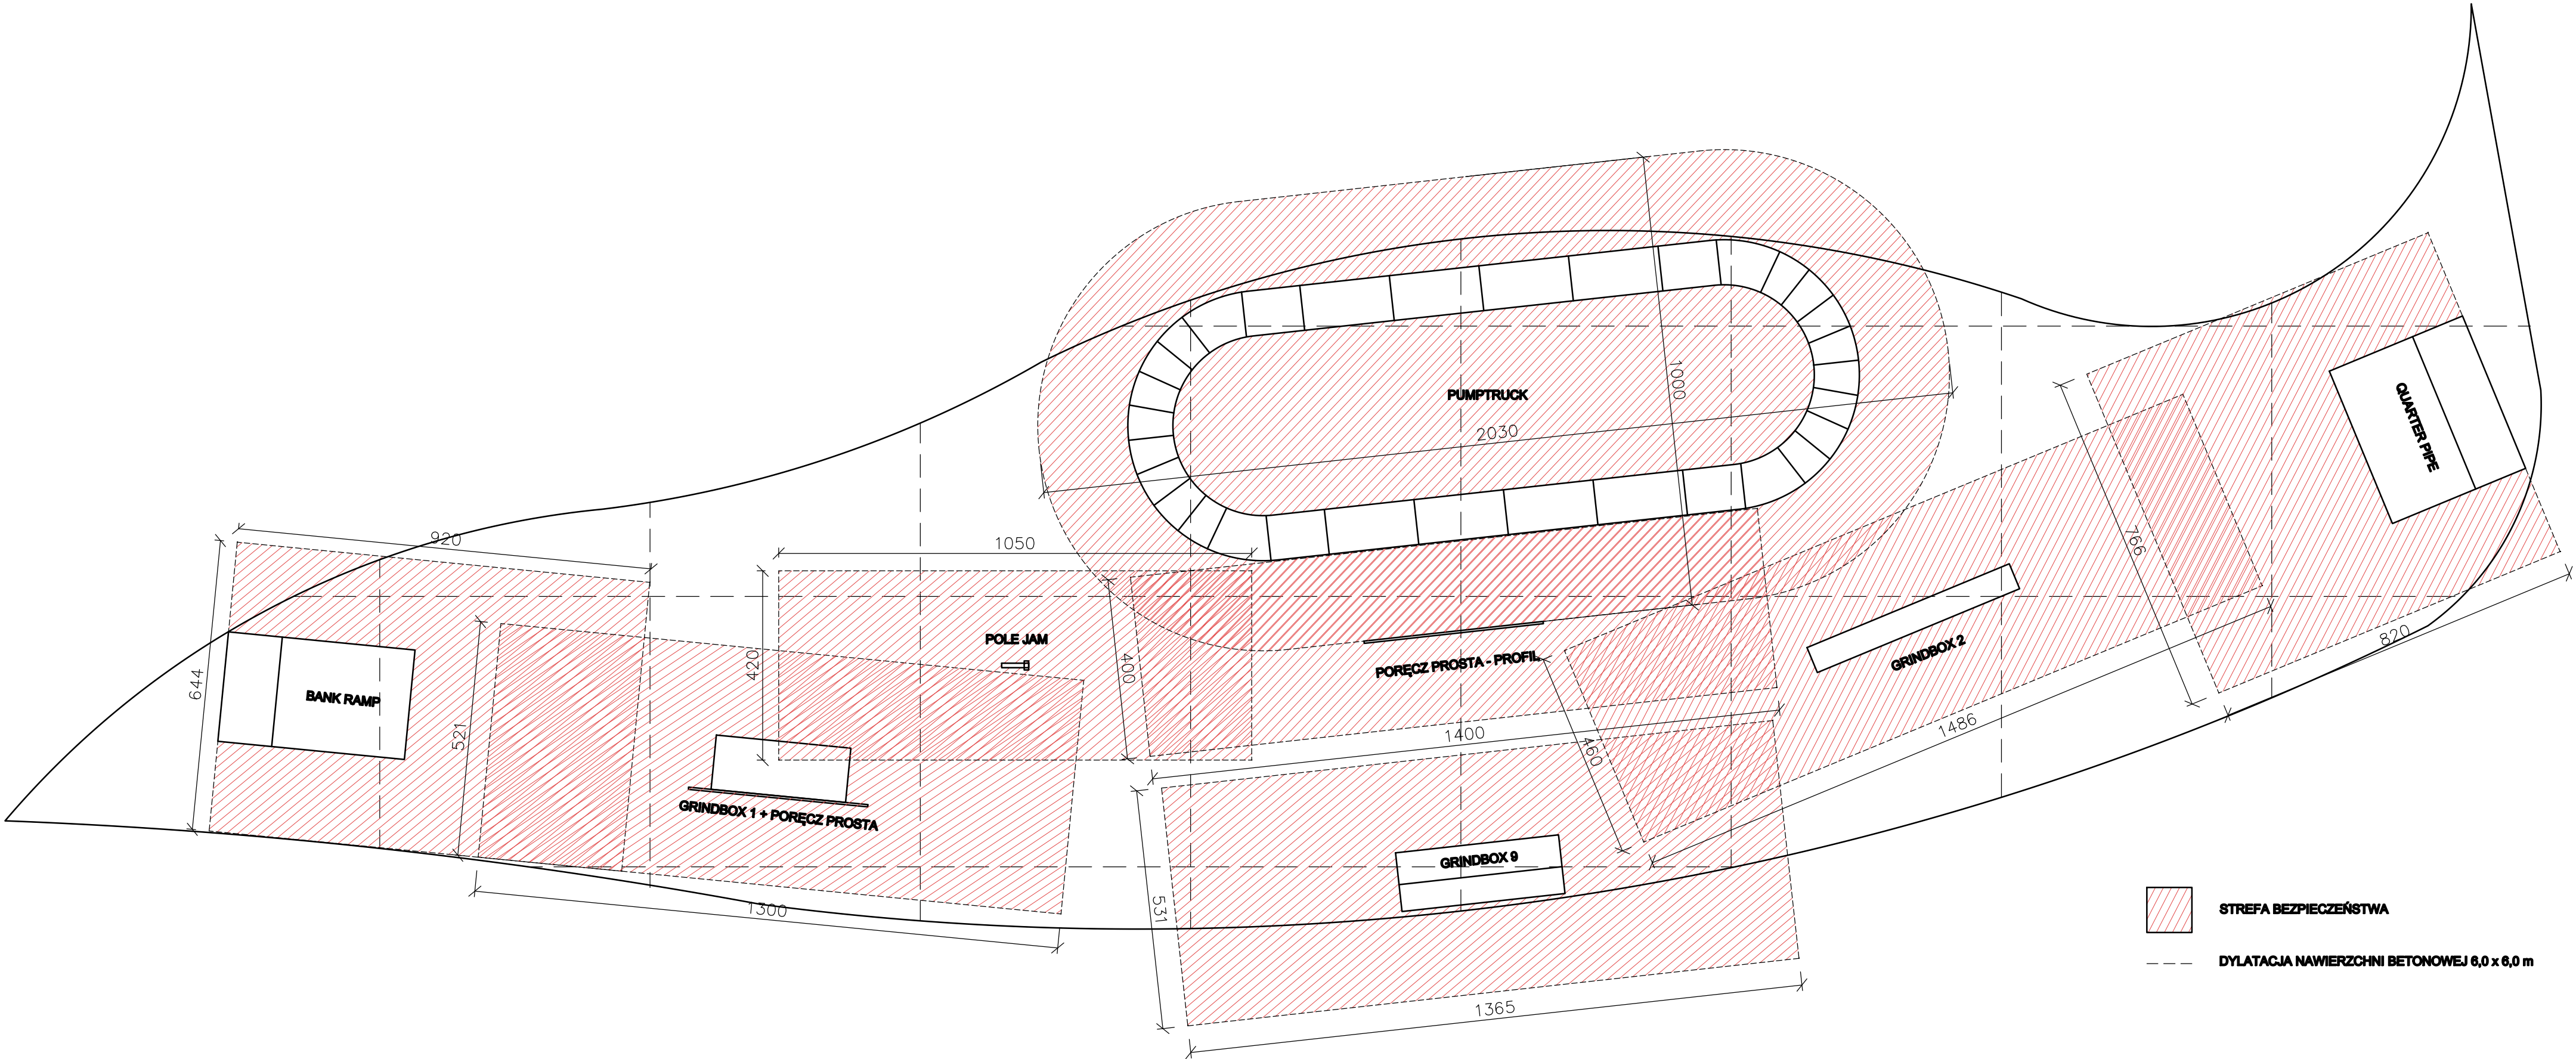 1000
PUMPTRUCK
2030
QUARTER PIPE
766
820
920
1050
POLE JAM
420
400
PORĘCZ PROSTA - PROFIL
GRINDBOX 2
644
BANK RAMP
521
1486
1400
460
GRINDBOX 1 + PORĘCZ PROSTA
GRINDBOX 9
1300
531
1365
STREFA BEZPIECZEŃSTWA
DYLATACJA NAWIERZCHNI BETONOWEJ 6,0 x 6,0 m